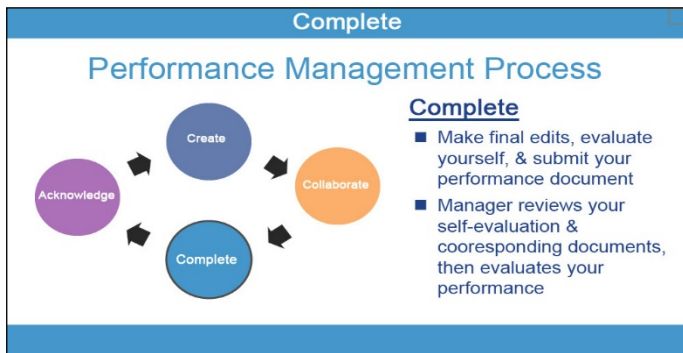 Complete
Performance Management Process
Create
Collaborate
Acknowledge
Complete
Complete
Make final edits, evaluate
yourself, & submit your
performance document
Manager reviews your
self-evaluation &
cooresponding documents,
then evaluates your
performance